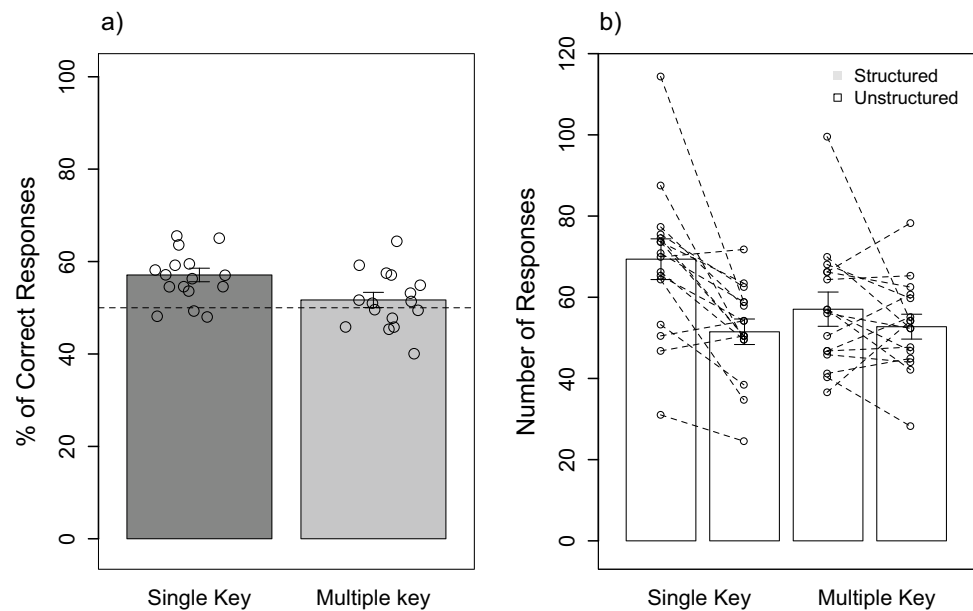 a)
% of Correct Responses
100
80
60
40
20
0
Single Key
Multiple key
b)
Number of Responses
120
100
80
60
40
20
0
Structured
Unstructured
Single Key
Multiple Key